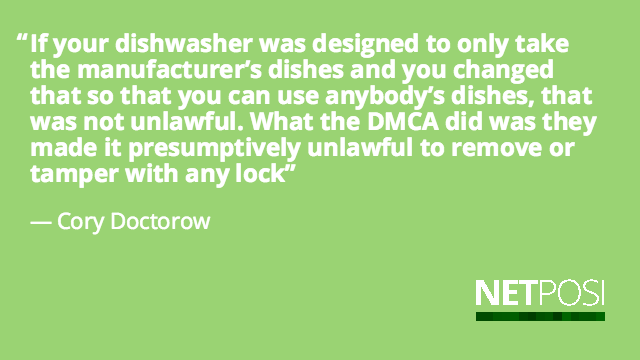 “If your dishwasher was designed to only take
the manufacturer’s dishes and you changed
that so that you can use anybody’s dishes, that
was not unlawful. What the DMCA did was they
made it presumptively unlawful to remove or
tamper with any lock”
— Cory Doctorow
NETPOSI